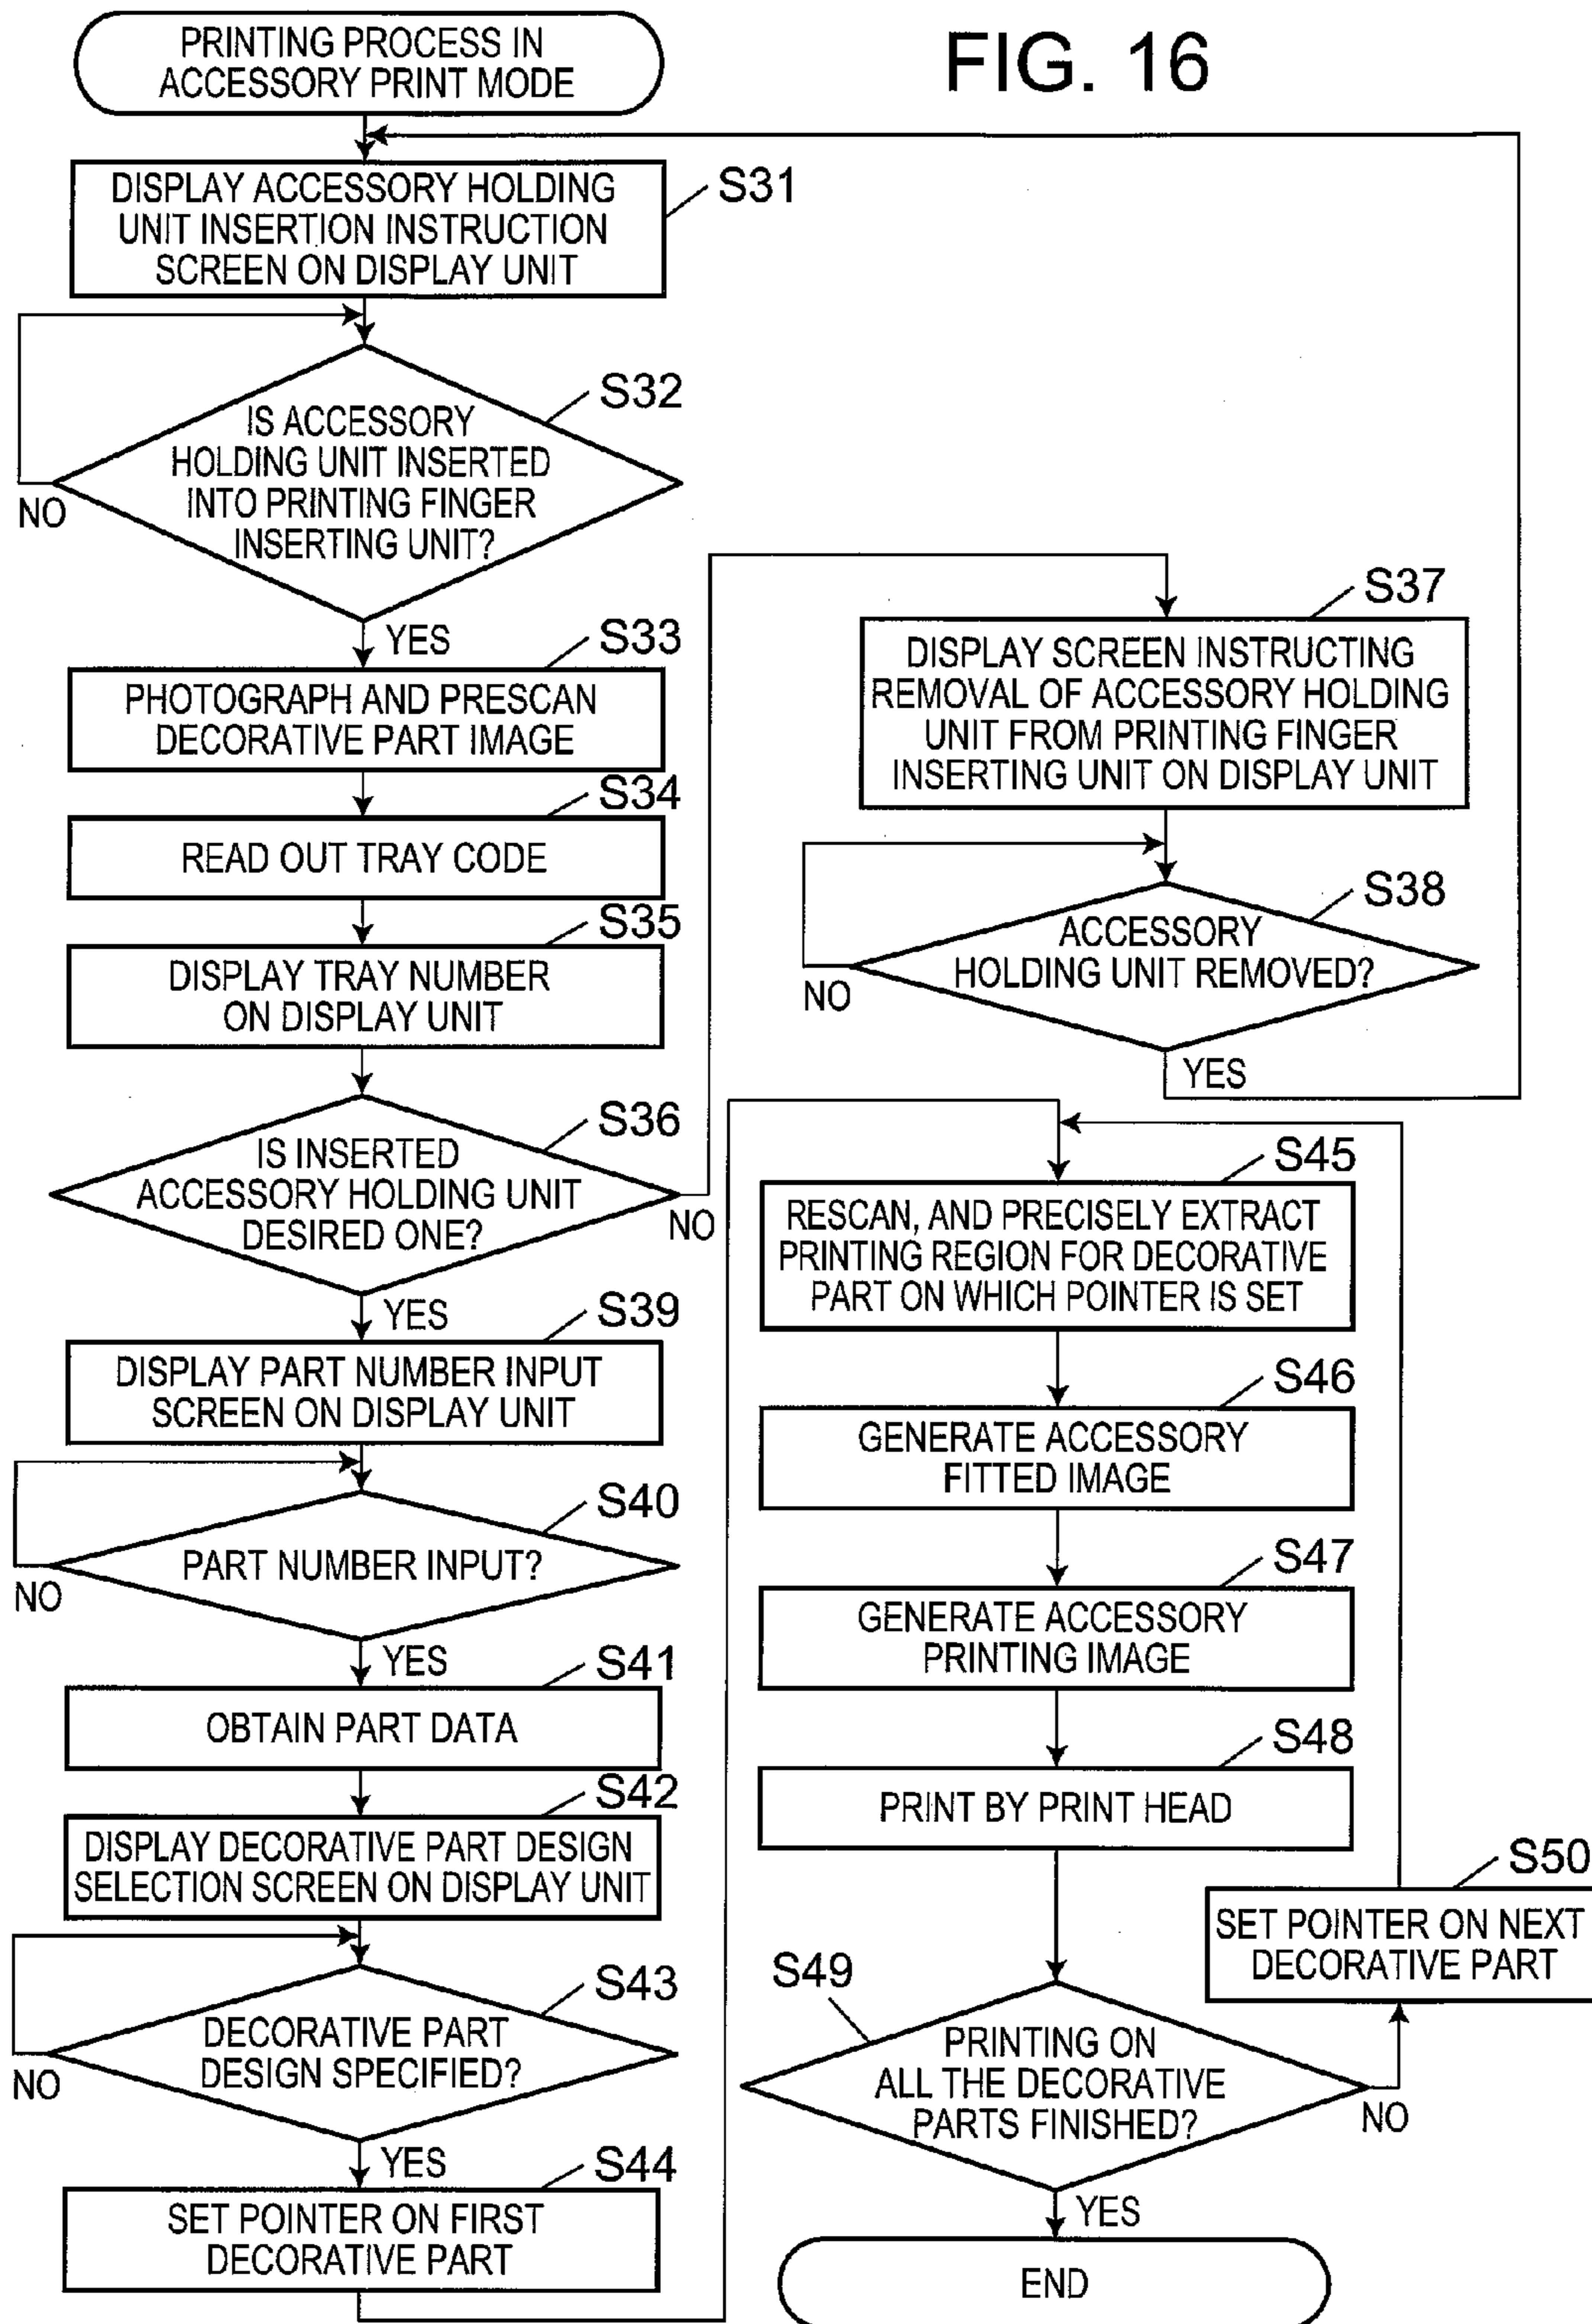 FIG. 16
PRINTING PROCESS IN
ACCESSORY PRINT MODE
S31
DISPLAY ACCESSORY HOLDING
UNIT INSERTION INSTRUCTION
SCREEN ON DISPLAY UNIT
S32
IS ACCESSORY
HOLDING UNIT INSERTED
INTO PRINTING FINGER
INSERTING UNIT?
NO
YES
S33
PHOTOGRAPH AND PRESCAN
DECORATIVE PART IMAGE
S34
READ OUT TRAY CODE
S35
DISPLAY TRAY NUMBER
ON DISPLAY UNIT
S36
IS INSERTED
ACCESSORY HOLDING UNIT
DESIRED ONE?
NO
YES
S37
DISPLAY SCREEN INSTRUCTING
REMOVAL OF ACCESSORY HOLDING
UNIT FROM PRINTING FINGER
INSERTING UNIT ON DISPLAY UNIT
S38
ACCESSORY
HOLDING UNIT REMOVED?
NO
YES
S39
DISPLAY PART NUMBER INPUT
SCREEN ON DISPLAY UNIT
S40
PART NUMBER INPUT?
NO
YES
S41
OBTAIN PART DATA
S42
DISPLAY DECORATIVE PART DESIGN
SELECTION SCREEN ON DISPLAY UNIT
S43
DECORATIVE PART
DESIGN SPECIFIED?
NO
YES
S44
SET POINTER ON FIRST
DECORATIVE PART
S45
RESCAN, AND PRECISELY EXTRACT
PRINTING REGION FOR DECORATIVE
PART ON WHICH POINTER IS SET
S46
GENERATE ACCESSORY
FITTED IMAGE
S47
GENERATE ACCESSORY
PRINTING IMAGE
S48
PRINT BY PRINT HEAD
S49
PRINTING ON
ALL THE DECORATIVE
PARTS FINISHED?
NO
YES
S50
SET POINTER ON NEXT
DECORATIVE PART
END